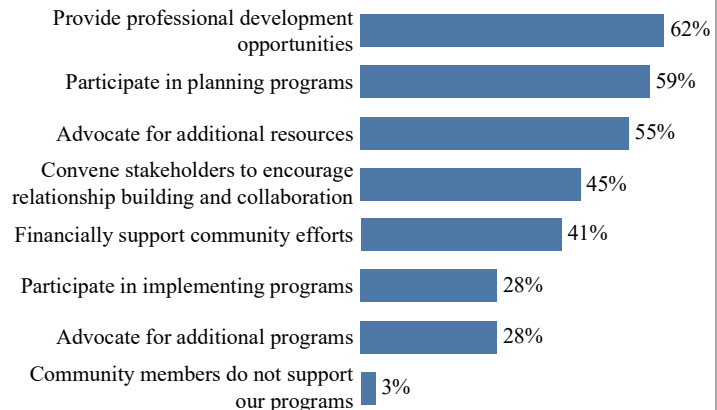 Provide professional development
opportunities
62%
Participate in planning programs
59%
Advocate for additional resources
55%
Convene stakeholders to encourage
relationship building and collaboration
45%
Financially support community efforts
41%
Participate in implementing programs
28%
Advocate for additional programs
28%
Community members do not support
our programs
3%